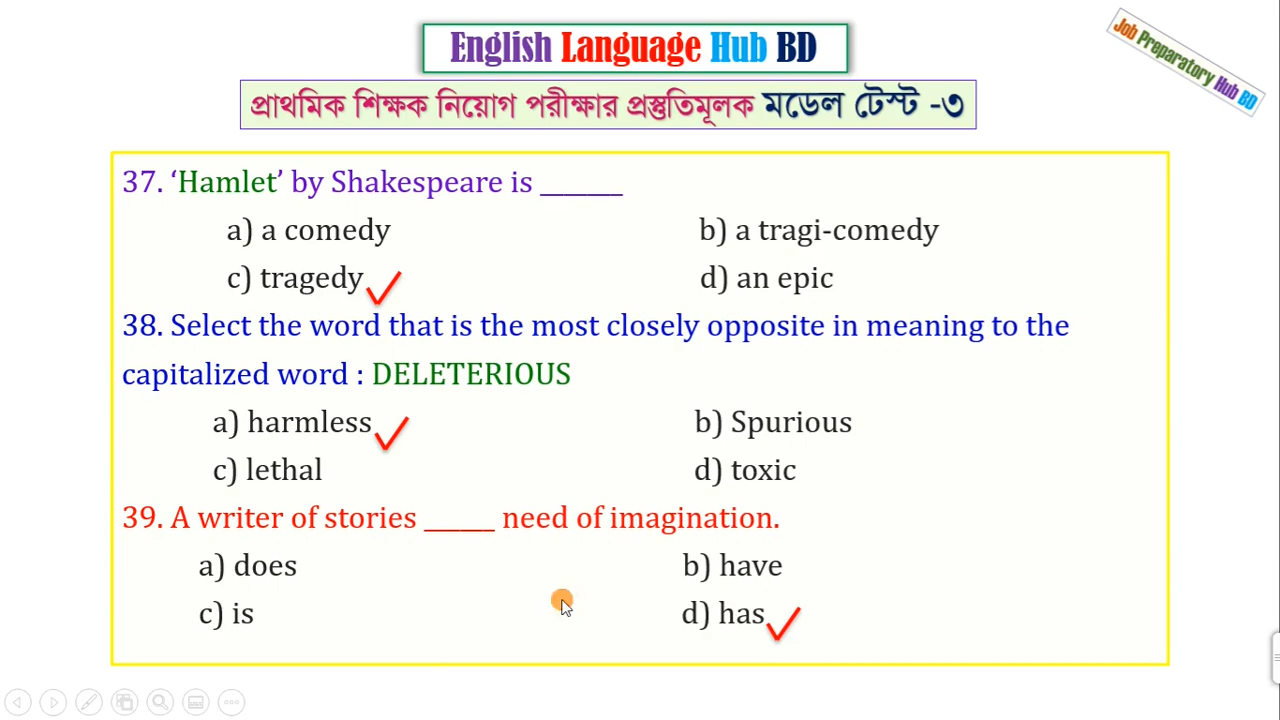 English Language Hub BD
Job Preparatory Hub BD
প্রাথমিক শিক্ষক নিয়োগ পরীক্ষার প্রস্তুতিমূলক মডেল টেস্ট -৩
37. ‘Hamlet’ by Shakespeare is _______
a) a comedy b) a tragi-comedy
c) tragedy d) an epic
38. Select the word that is the most closely opposite in meaning to the
capitalized word : DELETERIOUS
a) harmless b) Spurious
c) lethal d) toxic
39. A writer of stories ______ need of imagination.
a) does b) have
c) is d) has